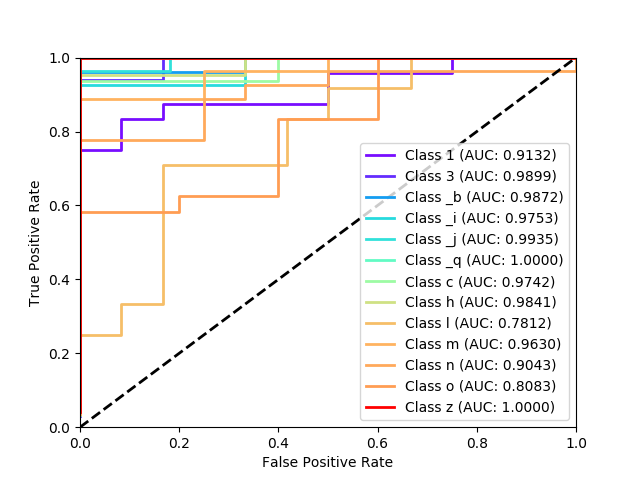 1.0
0.8
0.6
0.4
0.2
0.0
True Positive Rate
Class 1 (AUC: 0.9132)
Class 3 (AUC: 0.9899)
Class _b (AUC: 0.9872)
Class _i (AUC: 0.9753)
Class _j (AUC: 0.9935)
Class _q (AUC: 1.0000)
Class c (AUC: 0.9742)
Class h (AUC: 0.9841)
Class l (AUC: 0.7812)
Class m (AUC: 0.9630)
Class n (AUC: 0.9043)
Class o (AUC: 0.8083)
Class z (AUC: 1.0000)
0.0 0.2 0.4 0.6 0.8 1.0
False Positive Rate